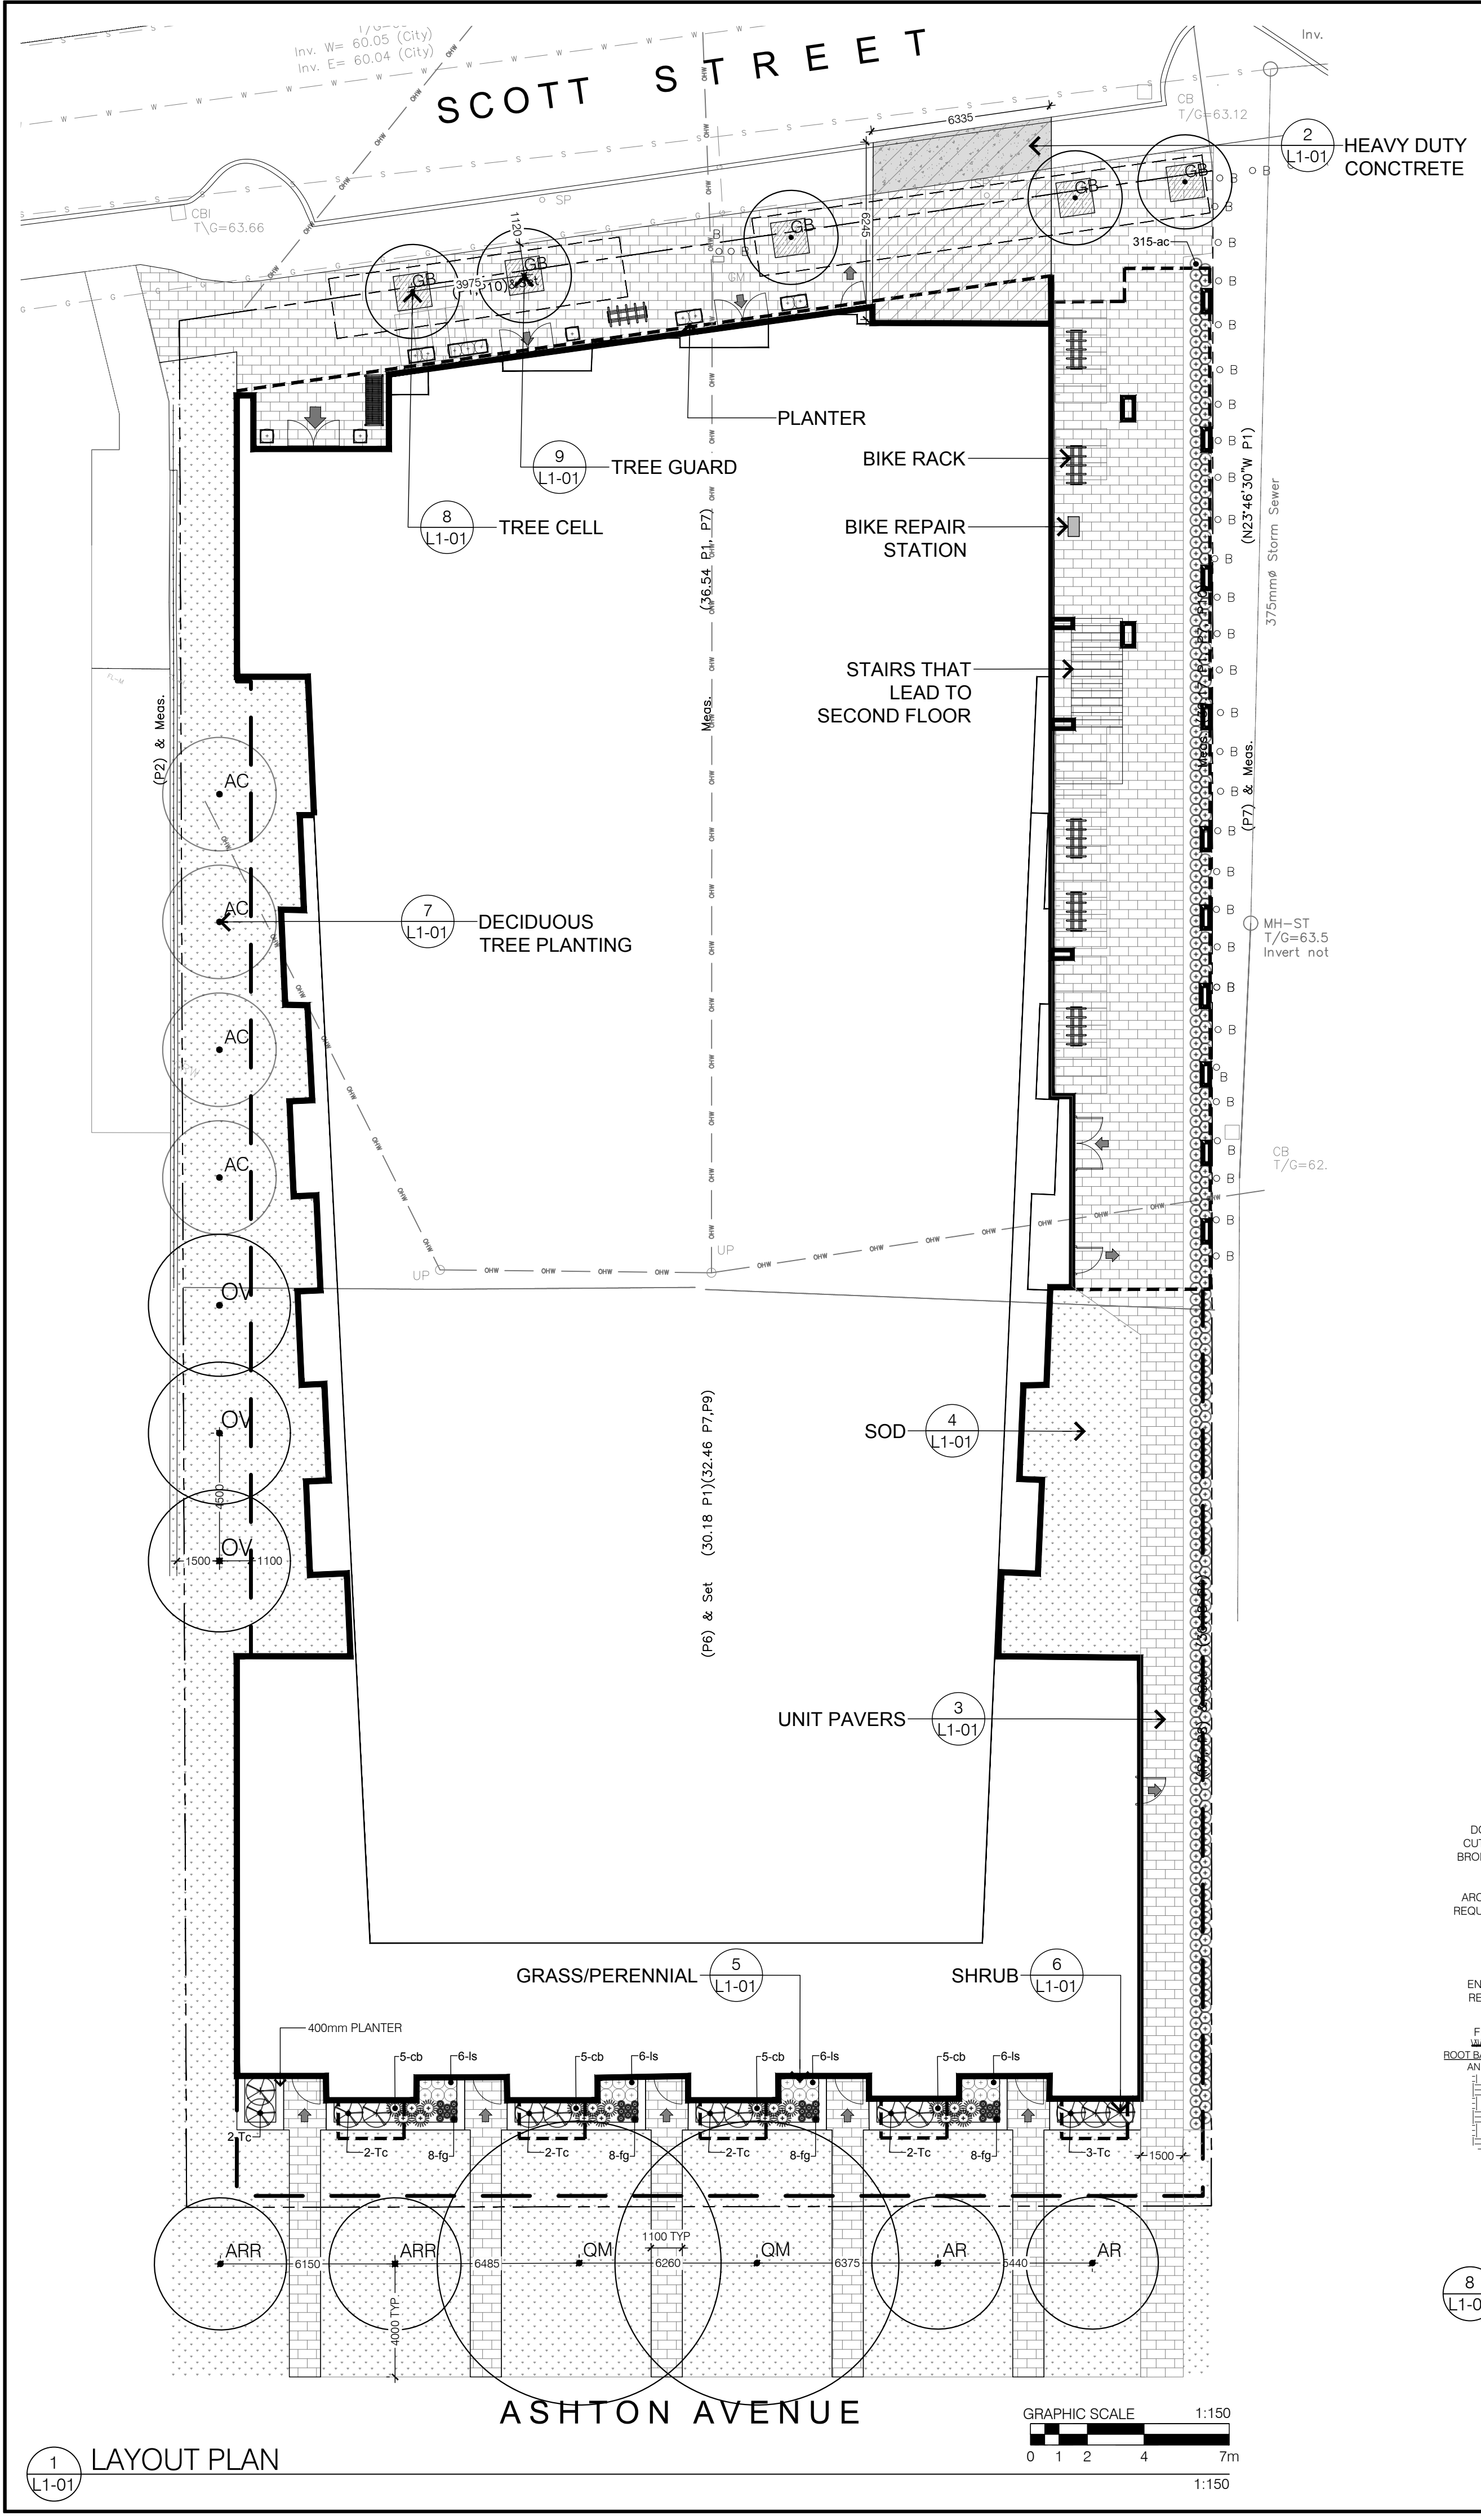 Inv. W= 60.05 (City)
Inv. E= 60.04 (City)
SCOTT STREET
Inv.
CB
T/G=63.12
6335
2
L1-01
HEAVY DUTY
CONCTRETE
CBI
T\G=63.66
SP
GB
GB
GB
GB
GB
1120
3975
6245
315-ac
GM
PLANTER
9
L1-01
TREE GUARD
8
L1-01
TREE CELL
BIKE RACK
BIKE REPAIR
STATION
STAIRS THAT
LEAD TO
SECOND FLOOR
(36.54 P1, P7)
Meas.
(N23°46'30"W P1)
375mmø Storm Sewer
(P7) & Meas.
(P2) & Meas.
AC
AC
AC
AC
7
L1-01
DECIDUOUS
TREE PLANTING
MH-ST
T/G=63.5
Invert not
CB
T/G=62.
UP
UP
OV
OV
OV
4500
1500
1100
(P6) & Set (30.18 P1)(32.46 P7,P9)
SOD
4
L1-01
UNIT PAVERS
3
L1-01
GRASS/PERENNIAL
5
L1-01
SHRUB
6
L1-01
400mm PLANTER
5-cb
6-ls
5-cb
6-ls
5-cb
6-ls
5-cb
6-ls
2-Tc
2-Tc
8-fg
2-Tc
8-fg
2-Tc
8-fg
2-Tc
8-fg
3-Tc
1500
ARR
6150
ARR
6485
QM
1100 TYP
6260
QM
6375
AR
5440
AR
4000 TYP.
ASHTON AVENUE
GRAPHIC SCALE 1:150
0 1 2 4 7m
1:150
1
L1-01
LAYOUT PLAN
8